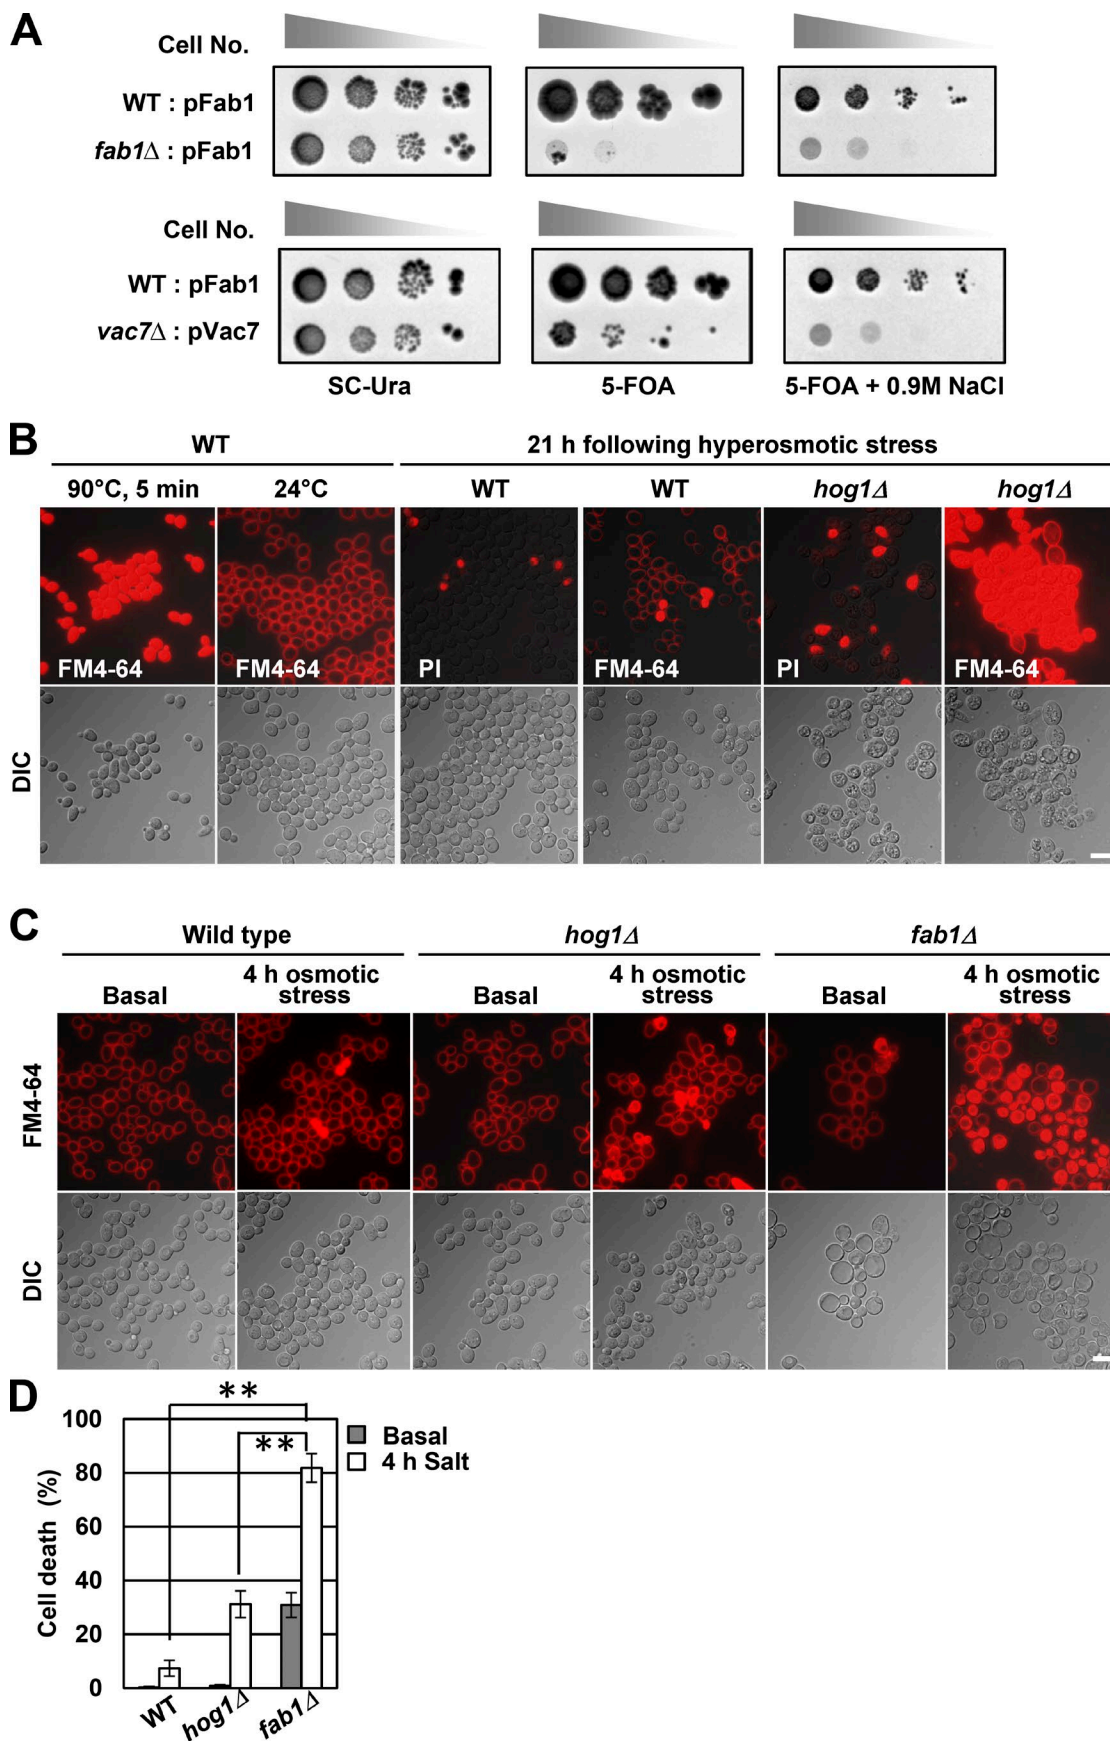 A
Cell No.
WT : pFab1
fab1Δ : pFab1
Cell No.
WT : pFab1
vac7Δ : pVac7
SC-Ura 5-FOA 5-FOA + 0.9M NaCl
B
WT 21 h following hyperosmotic stress
90°C, 5 min 24°C WT WT hog1Δ hog1Δ
FM4-64 FM4-64 PI FM4-64 PI FM4-64
DIC
C
Wild type hog1Δ fab1Δ
Basal 4 h osmotic stress Basal 4 h osmotic stress Basal 4 h osmotic stress
FM4-64
DIC
D
Cell death (%)
100
80
60
40
20
0
**
**
Basal
4 h Salt
WT hog1Δ fab1Δ